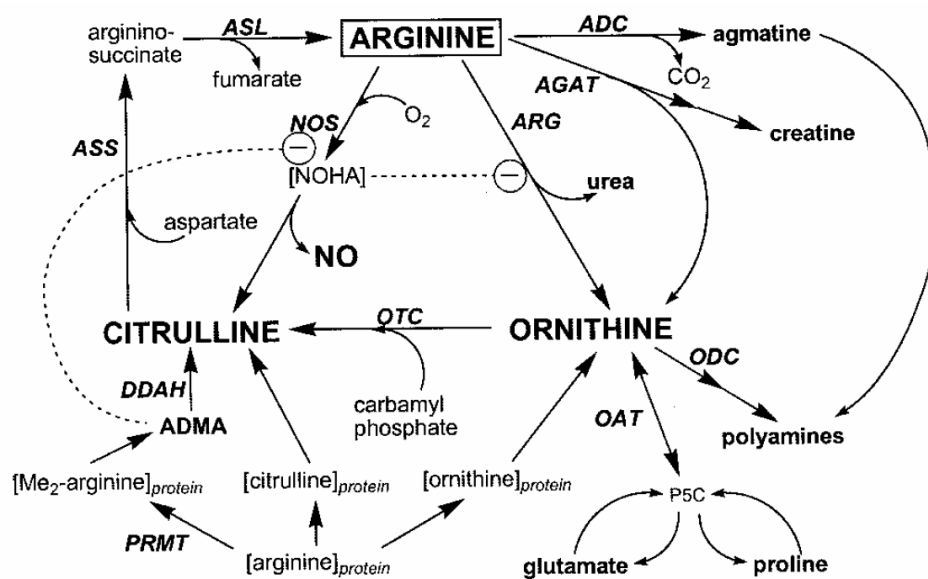 arginino-
succinate
ASL
ARGININE
ADC
agmatine
fumarate
CO2
AGAT
NOS
O2
ARG
creatine
ASS
−
[NOHA]
−
urea
aspartate
NO
CITRULLINE
OTC
ORNITHINE
ODC
DDAH
carbamyl
phosphate
OAT
ADMA
polyamines
[Me2-arginine]protein
[citrulline]protein
[ornithine]protein
P5C
PRMT
[arginine]protein
glutamate
proline